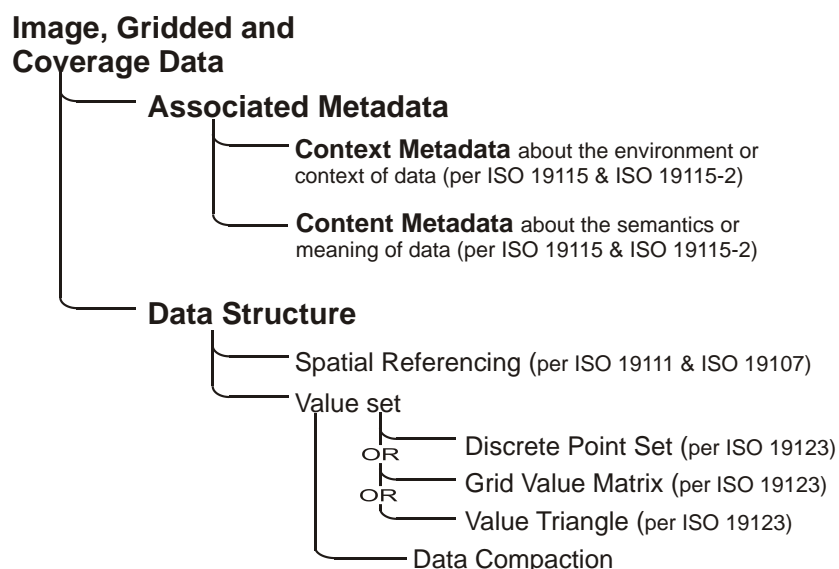 Image, Gridded and
Coverage Data
Associated Metadata
Context Metadata about the environment or
context of data (per ISO 19115 & ISO 19115-2)
Content Metadata about the semantics or
meaning of data (per ISO 19115 & ISO 19115-2)
Data Structure
Spatial Referencing (per ISO 19111 & ISO 19107)
Value set
Discrete Point Set (per ISO 19123)
OR
Grid Value Matrix (per ISO 19123)
OR
Value Triangle (per ISO 19123)
Data Compaction